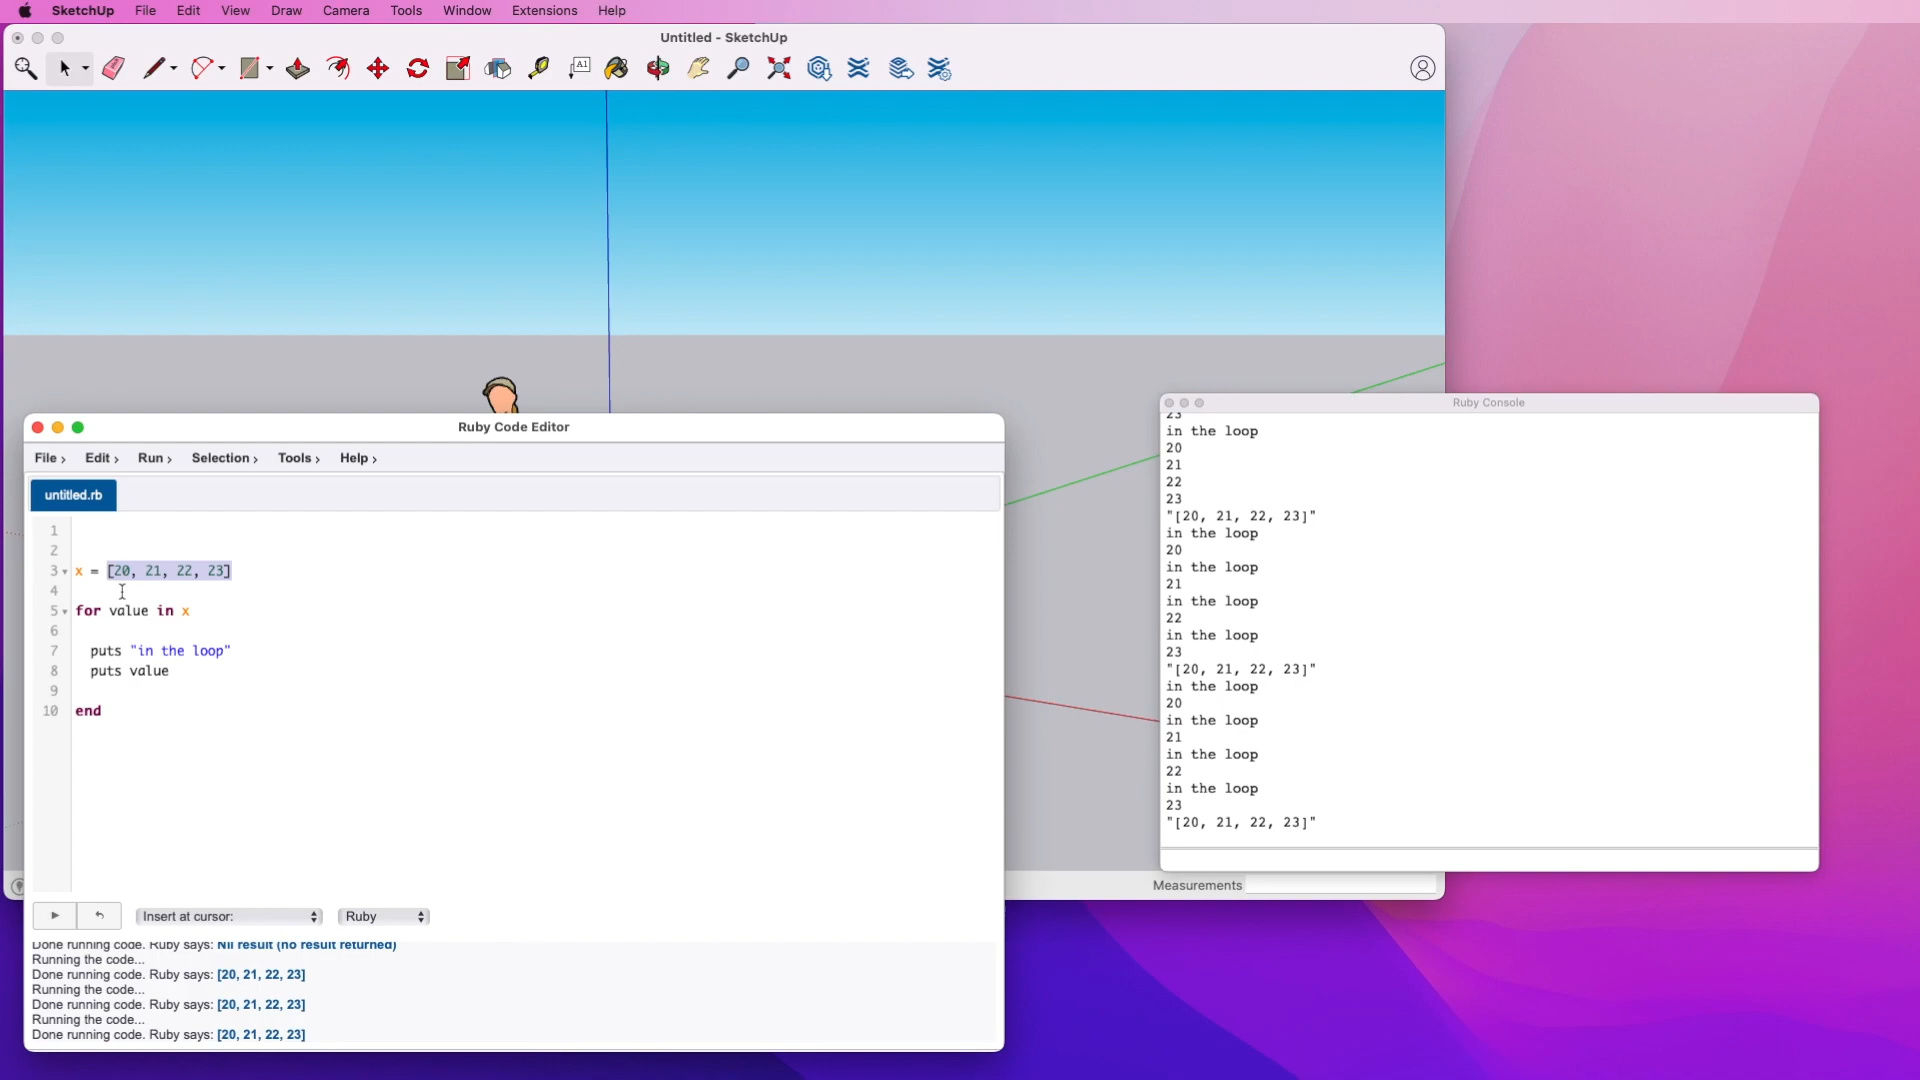 SketchUp File Edit View Draw Camera Tools Window Extensions Help
Untitled - SketchUp
A1
Ruby Code Editor
File > Edit > Run > Selection > Tools > Help >
untitled.rb
1
2
3 x = [20, 21, 22, 23]
4
5 for value in x
6
7 puts "in the loop"
8 puts value
9
10 end
Insert at cursor: Ruby
Done running code. Ruby says: Nil result (no result returned)
Running the code...
Done running code. Ruby says: [20, 21, 22, 23]
Running the code...
Done running code. Ruby says: [20, 21, 22, 23]
Running the code...
Done running code. Ruby says: [20, 21, 22, 23]
Ruby Console
23
in the loop
20
21
22
23
"[20, 21, 22, 23]"
in the loop
20
in the loop
21
in the loop
22
in the loop
23
"[20, 21, 22, 23]"
in the loop
20
in the loop
21
in the loop
22
in the loop
23
"[20, 21, 22, 23]"
Measurements